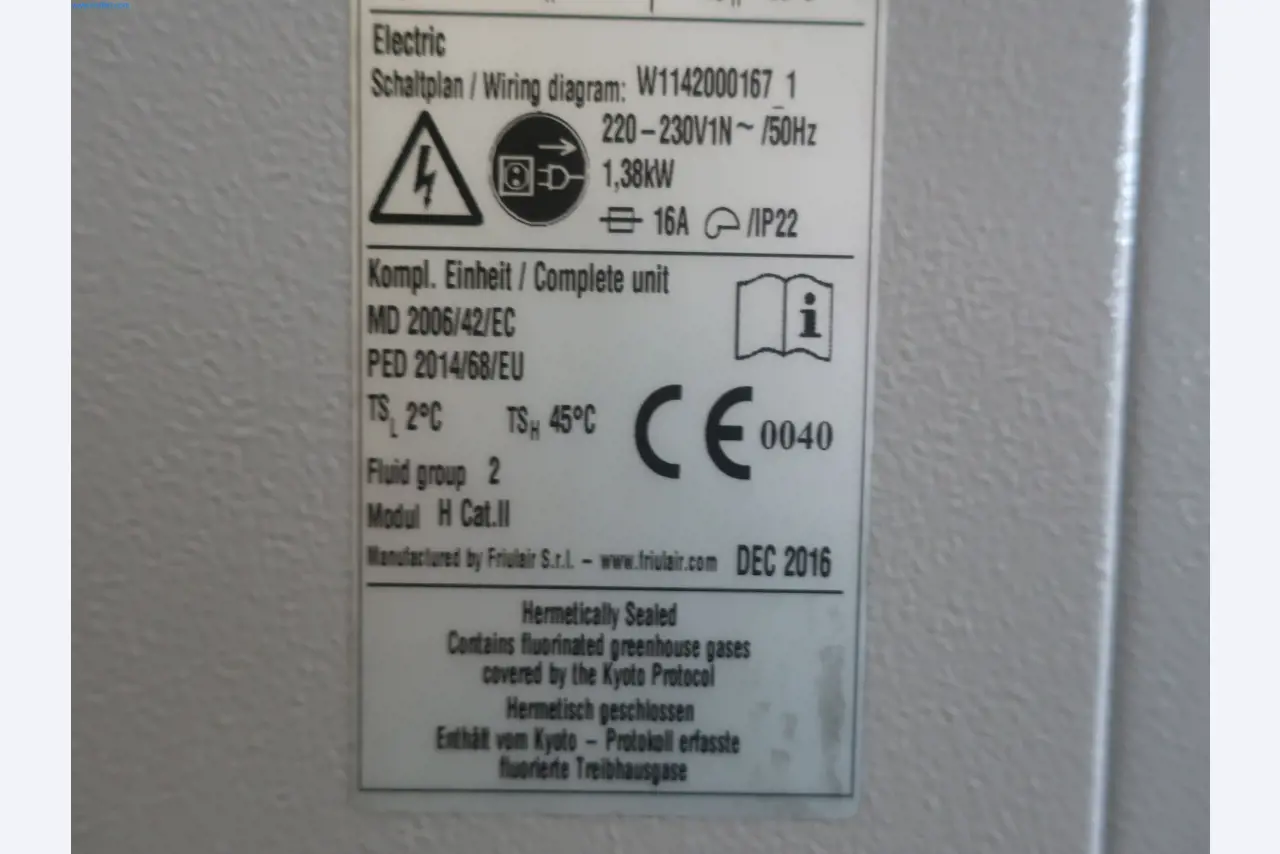 Electric
Schaltplan / Wiring diagram: W1142000167_1
220 – 230V1N ~ /50Hz
1,38kW
16A /IP22
Kompl. Einheit / Complete unit
MD 2006/42/EC
PED 2014/68/EU
TSL 2°C TSH 45°C
CE 0040
Fluid group 2
Modul H Cat.II
Manufactured by Friulair S.r.l. – www.friulair.com DEC 2016
Hermetically Sealed
Contains fluorinated greenhouse gases
covered by the Kyoto Protocol
Hermetisch geschlossen
Enthält vom Kyoto – Protokoll erfasste
fluorierte Treibhausgase